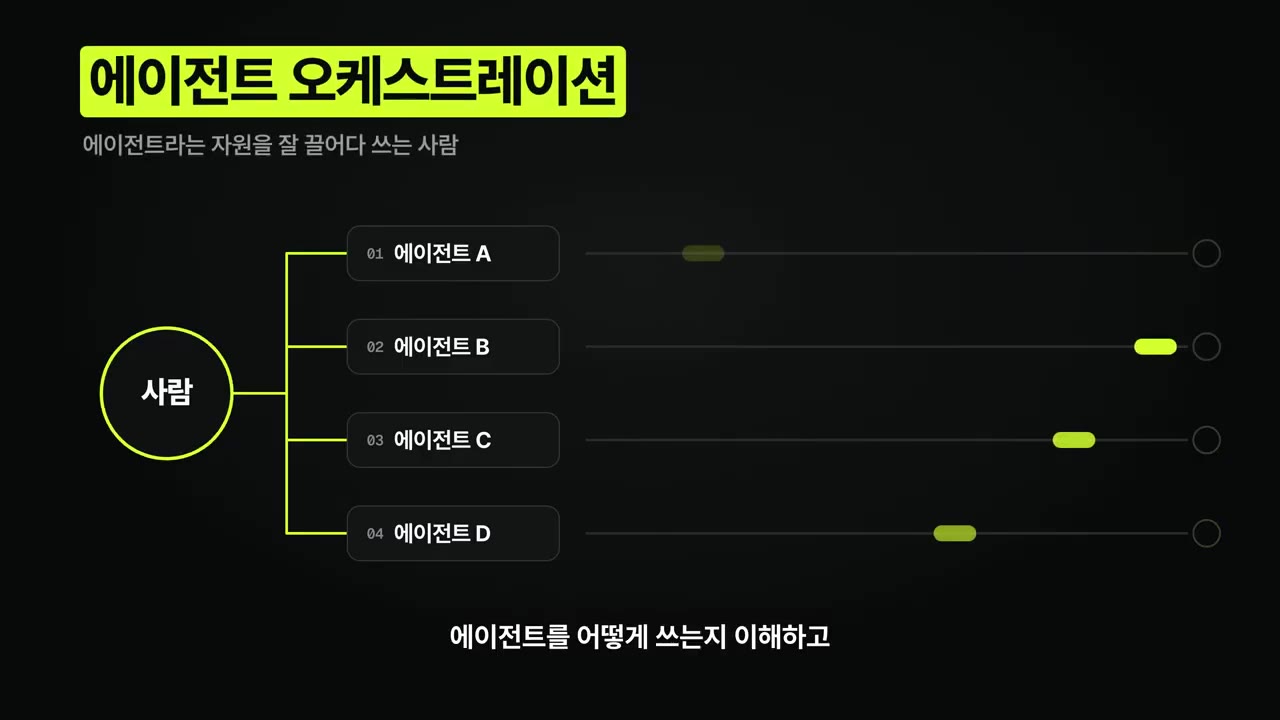 에이전트 오케스트레이션
에이전트라는 자원을 잘 끌어다 쓰는 사람
사람
01 에이전트 A
02 에이전트 B
03 에이전트 C
04 에이전트 D
에이전트를 어떻게 쓰는지 이해하고